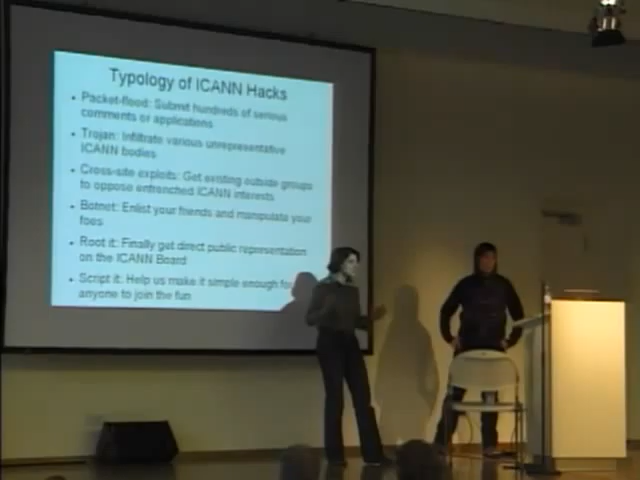 Typology of ICANN Hacks
• Packet-flood: Submit hundreds of serious
comments or applications
• Trojan: Infiltrate various unrepresentative
ICANN bodies
• Cross-site exploits: Get existing outside groups
to oppose entrenched ICANN interests
• Botnet: Enlist your friends and manipulate your
foes
• Root it: Finally get direct public representation
on the ICANN Board
• Script it: Help us make it simple enough for
anyone to join the fun